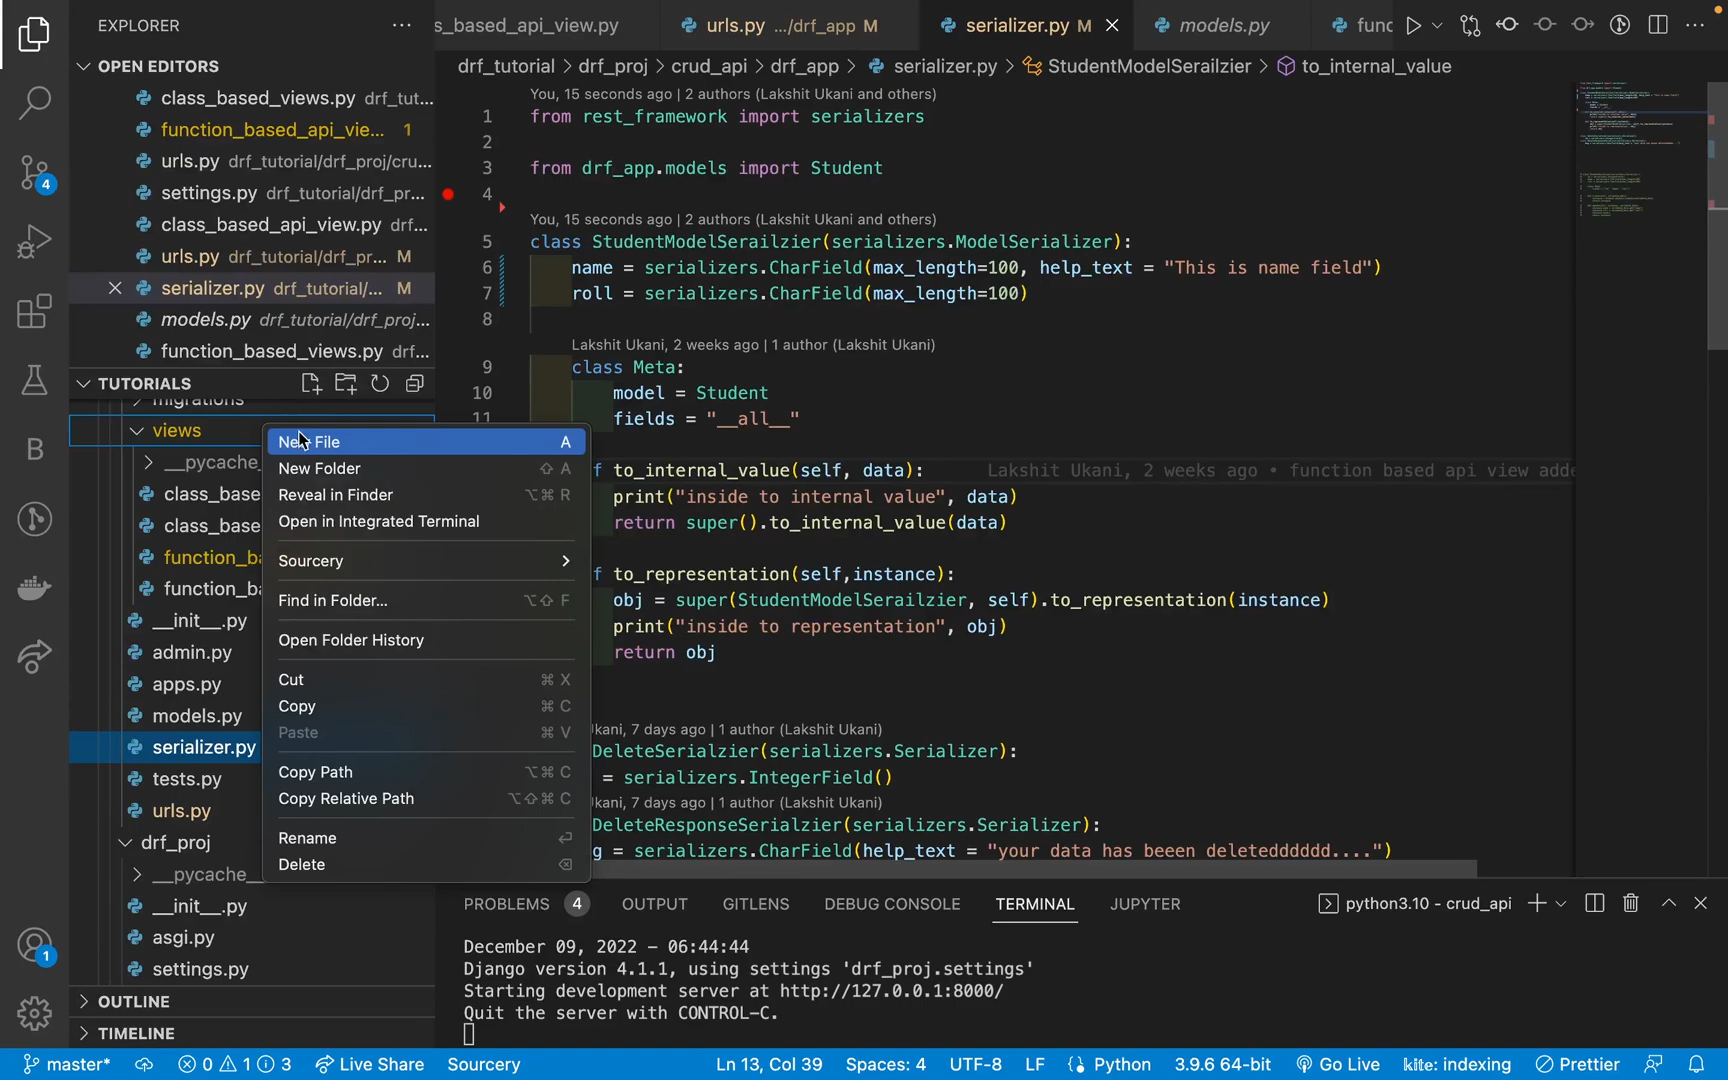 EXPLORER
OPEN EDITORS
class_based_views.py drf_tut...
function_based_api_vie... 1
urls.py drf_tutorial/drf_proj/cru...
settings.py drf_tutorial/drf_pr...
class_based_api_view.py drf...
urls.py drf_tutorial/drf_pr... M
serializer.py drf_tutorial/... M
models.py drf_tutorial/drf_proj...
function_based_views.py drf...
TUTORIALS
migrations
views
__pycache_
class_base
class_base
function_ba
function_ba
__init__.py
admin.py
apps.py
models.py
serializer.py
tests.py
urls.py
drf_proj
__pycache__
__init__.py
asgi.py
settings.py
OUTLINE
TIMELINE
New File A
New Folder ⇧ A
Reveal in Finder ⌥⌘ R
Open in Integrated Terminal
Sourcery
Find in Folder... ⌥⇧ F
Open Folder History
Cut ⌘ X
Copy ⌘ C
Paste ⌘ V
Copy Path ⌥⌘ C
Copy Relative Path ⌥⇧⌘ C
Rename
Delete
s_based_api_view.py
urls.py .../drf_app M
serializer.py M
models.py
func
drf_tutorial > drf_proj > crud_api > drf_app > serializer.py > StudentModelSerailzier > to_internal_value
You, 15 seconds ago | 2 authors (Lakshit Ukani and others)
1 from rest_framework import serializers
2
3 from drf_app.models import Student
4
You, 15 seconds ago | 2 authors (Lakshit Ukani and others)
5 class StudentModelSerailzier(serializers.ModelSerializer):
6 name = serializers.CharField(max_length=100, help_text = "This is name field")
7 roll = serializers.CharField(max_length=100)
8
Lakshit Ukani, 2 weeks ago | 1 author (Lakshit Ukani)
9 class Meta:
10 model = Student
11 fields = "__all__"
f to_internal_value(self, data): Lakshit Ukani, 2 weeks ago • function based api view adde
print("inside to internal value", data)
return super().to_internal_value(data)
f to_representation(self,instance):
obj = super(StudentModelSerailzier, self).to_representation(instance)
print("inside to representation", obj)
return obj
kani, 7 days ago | 1 author (Lakshit Ukani)
DeleteSerialzier(serializers.Serializer):
= serializers.IntegerField()
kani, 7 days ago | 1 author (Lakshit Ukani)
DeleteResponseSerialzier(serializers.Serializer):
g = serializers.CharField(help_text = "your data has beeen deletedddddd....")
PROBLEMS 4 OUTPUT GITLENS DEBUG CONSOLE TERMINAL JUPYTER
python3.10 - crud_api
December 09, 2022 - 06:44:44
Django version 4.1.1, using settings 'drf_proj.settings'
Starting development server at http://127.0.0.1:8000/
Quit the server with CONTROL-C.
4
B
1
master* 0 1 3 Live Share Sourcery Ln 13, Col 39 Spaces: 4 UTF-8 LF Python 3.9.6 64-bit Go Live kite: indexing Prettier